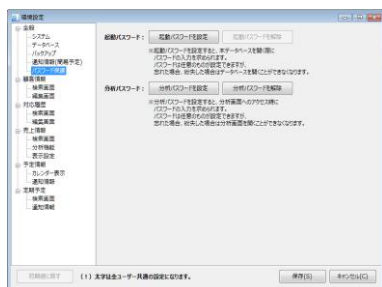 環境設定
全般
システム
データベース
バックアップ
通知情報(簡易予定)
パスワード保護
顧客情報
検索画面
編集画面
対応履歴
検索画面
編集画面
売上情報
検索画面
分析機能
表示設定
予定情報
カレンダー表示
通知情報
定期予定
検索画面
通知情報
起動パスワード： 起動パスワードを設定 起動パスワードを解除
※起動パスワードを設定すると、本データベースを開く際に
パスワードの入力を求められます。
パスワードは任意のものが設定できますが、
忘れた場合、紛失した場合はデータベースを開くことができなくなります。
分析パスワード： 分析パスワードを設定 分析パスワードを解除
※分析パスワードを設定すると、分析画面へのアクセス時に
パスワードの入力を求められます。
パスワードは任意のものが設定できますが、
忘れた場合、紛失した場合は分析画面を開くことができなくなります。
初期値に戻す (！) 太字は全ユーザー共通の設定になります。 保存(S) キャンセル(C)